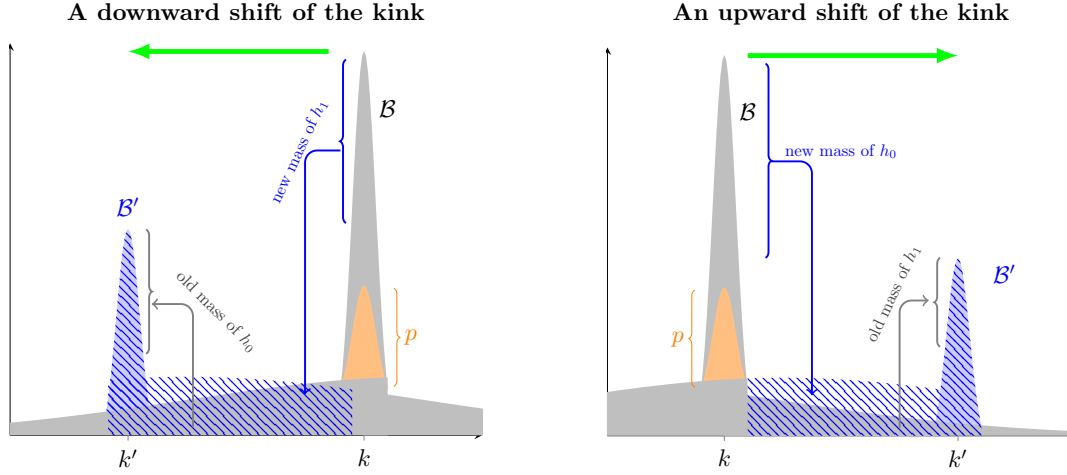 A downward shift of the kink
new mass of h₁
ℬ
ℬ′
old mass of h₀
p
k′
k
An upward shift of the kink
ℬ
new mass of h₀
old mass of h₁
ℬ′
p
k
k′